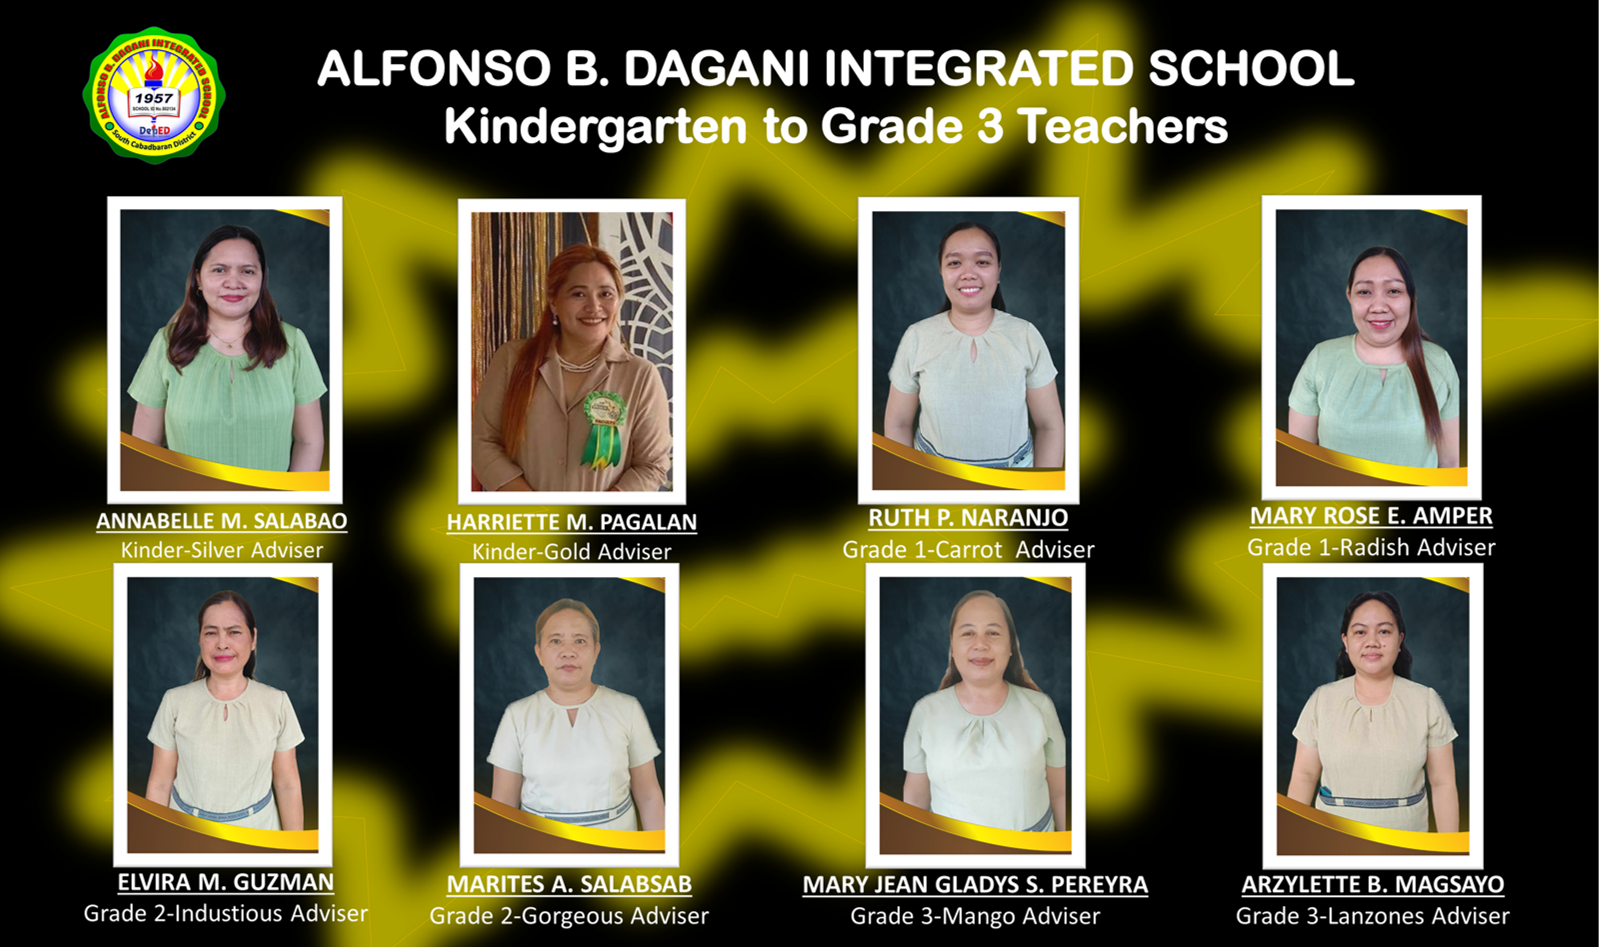 ALFONSO B. DAGANI INTEGRATED SCHOOL
Kindergarten to Grade 3 Teachers
ALFONSO B. DAGANI INTEGRATED SCHOOL
1957
SCHOOL ID No.502134
DepED
South Cabadbaran District
ANNABELLE M. SALABAO
Kinder-Silver Adviser
HARRIETTE M. PAGALAN
Kinder-Gold Adviser
RUTH P. NARANJO
Grade 1-Carrot Adviser
MARY ROSE E. AMPER
Grade 1-Radish Adviser
ELVIRA M. GUZMAN
Grade 2-Industious Adviser
MARITES A. SALABSAB
Grade 2-Gorgeous Adviser
MARY JEAN GLADYS S. PEREYRA
Grade 3-Mango Adviser
ARZYLETTE B. MAGSAYO
Grade 3-Lanzones Adviser